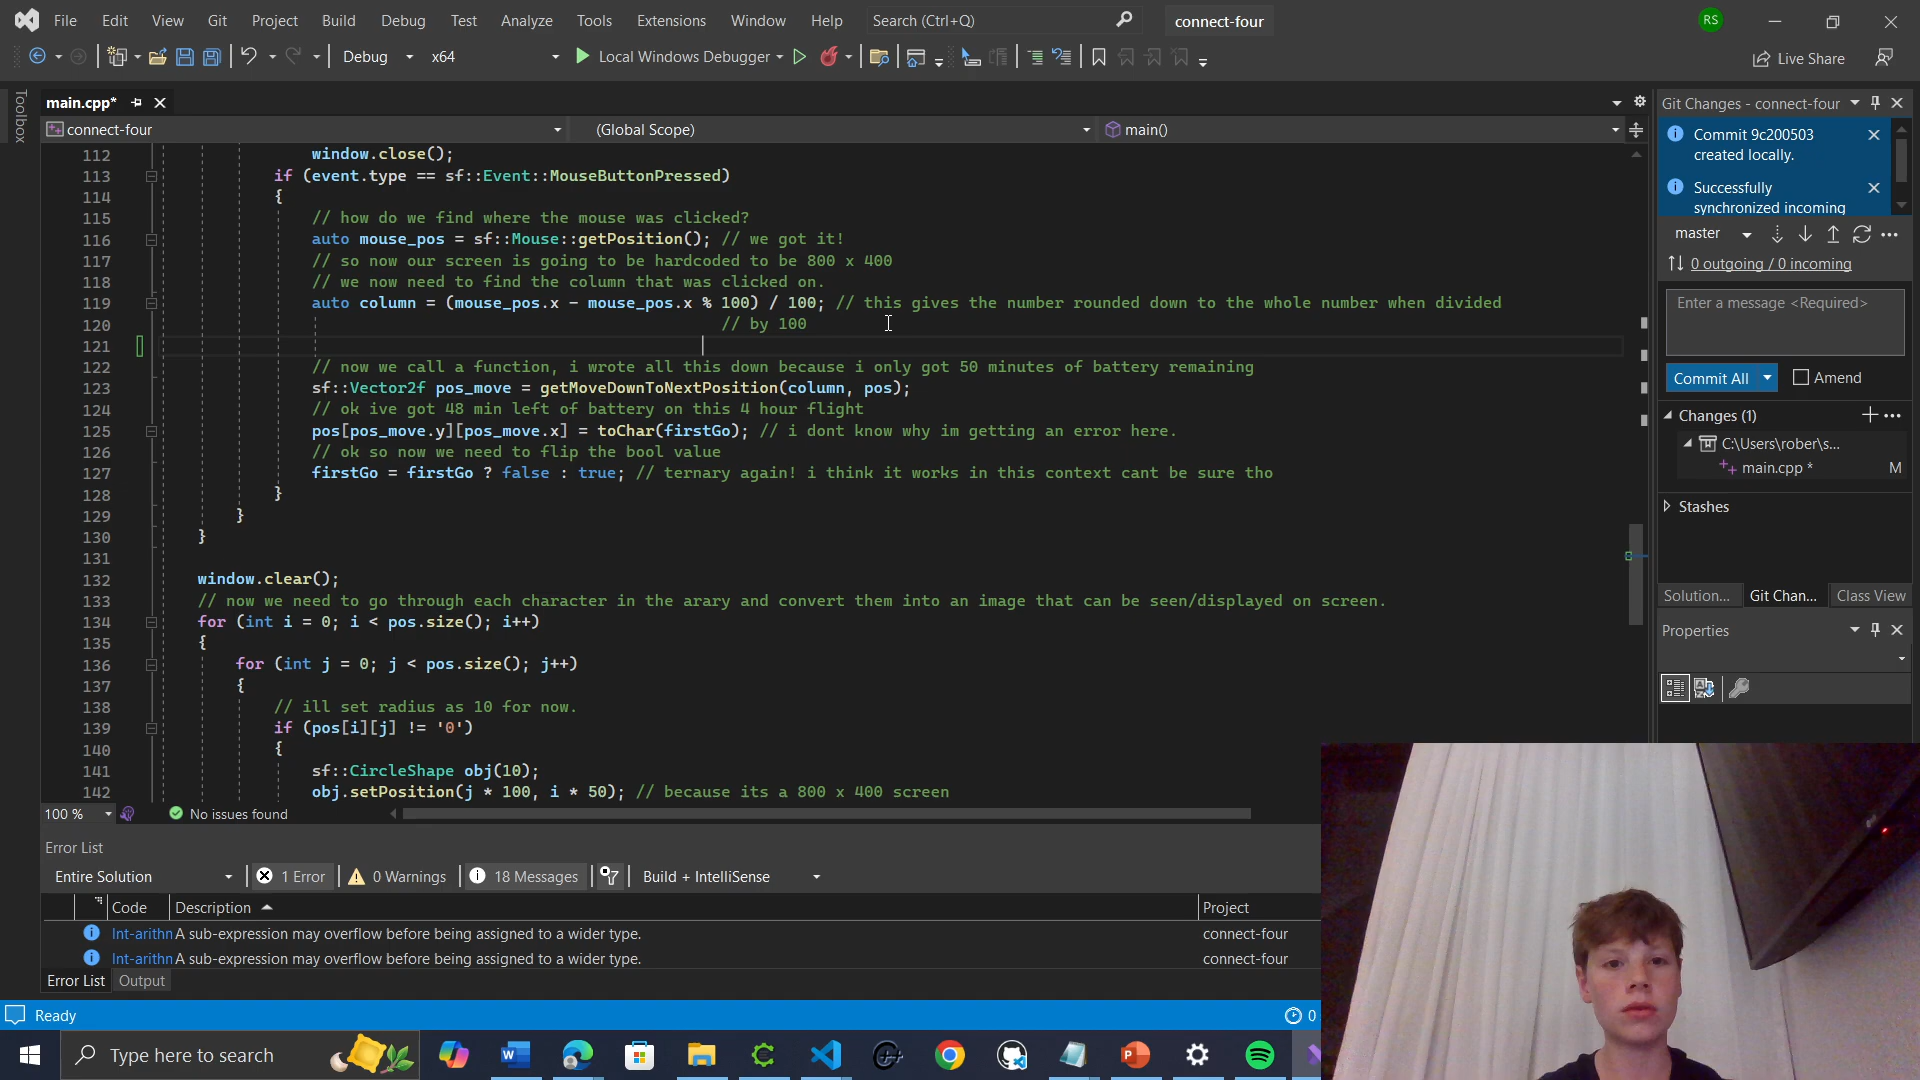 File Edit View Git Project Build Debug Test Analyze Tools Extensions Window Help Search (Ctrl+Q) connect-four RS
Debug x64 Local Windows Debugger Live Share
Toolbox
main.cpp* Git Changes - connect-four
connect-four (Global Scope) main()
Commit 9c200503
created locally.
Successfully
synchronized incoming
master
0 outgoing / 0 incoming
Enter a message <Required>
Commit All Amend
Changes (1)
C:\Users\rober\s...
main.cpp * M
Stashes
Solution... Git Chan... Class View
Properties
112 window.close();
113 if (event.type == sf::Event::MouseButtonPressed)
114 {
115 // how do we find where the mouse was clicked?
116 auto mouse_pos = sf::Mouse::getPosition(); // we got it!
117 // so now our screen is going to be hardcoded to be 800 x 400
118 // we now need to find the column that was clicked on.
119 auto column = (mouse_pos.x - mouse_pos.x % 100) / 100; // this gives the number rounded down to the whole number when divided
120 // by 100
121
122 // now we call a function, i wrote all this down because i only got 50 minutes of battery remaining
123 sf::Vector2f pos_move = getMoveDownToNextPosition(column, pos);
124 // ok ive got 48 min left of battery on this 4 hour flight
125 pos[pos_move.y][pos_move.x] = toChar(firstGo); // i dont know why im getting an error here.
126 // ok so now we need to flip the bool value
127 firstGo = firstGo ? false : true; // ternary again! i think it works in this context cant be sure tho
128 }
129 }
130 }
131
132 window.clear();
133 // now we need to go through each character in the arary and convert them into an image that can be seen/displayed on screen.
134 for (int i = 0; i < pos.size(); i++)
135 {
136 for (int j = 0; j < pos.size(); j++)
137 {
138 // ill set radius as 10 for now.
139 if (pos[i][j] != '0')
140 {
141 sf::CircleShape obj(10);
142 obj.setPosition(j * 100, i * 50); // because its a 800 x 400 screen
100 % No issues found
Error List
Entire Solution 1 Error 0 Warnings 18 Messages Build + IntelliSense
Code Description Project
Int-arithn A sub-expression may overflow before being assigned to a wider type. connect-four
Int-arithn A sub-expression may overflow before being assigned to a wider type. connect-four
Error List Output
Ready 0
Type here to search